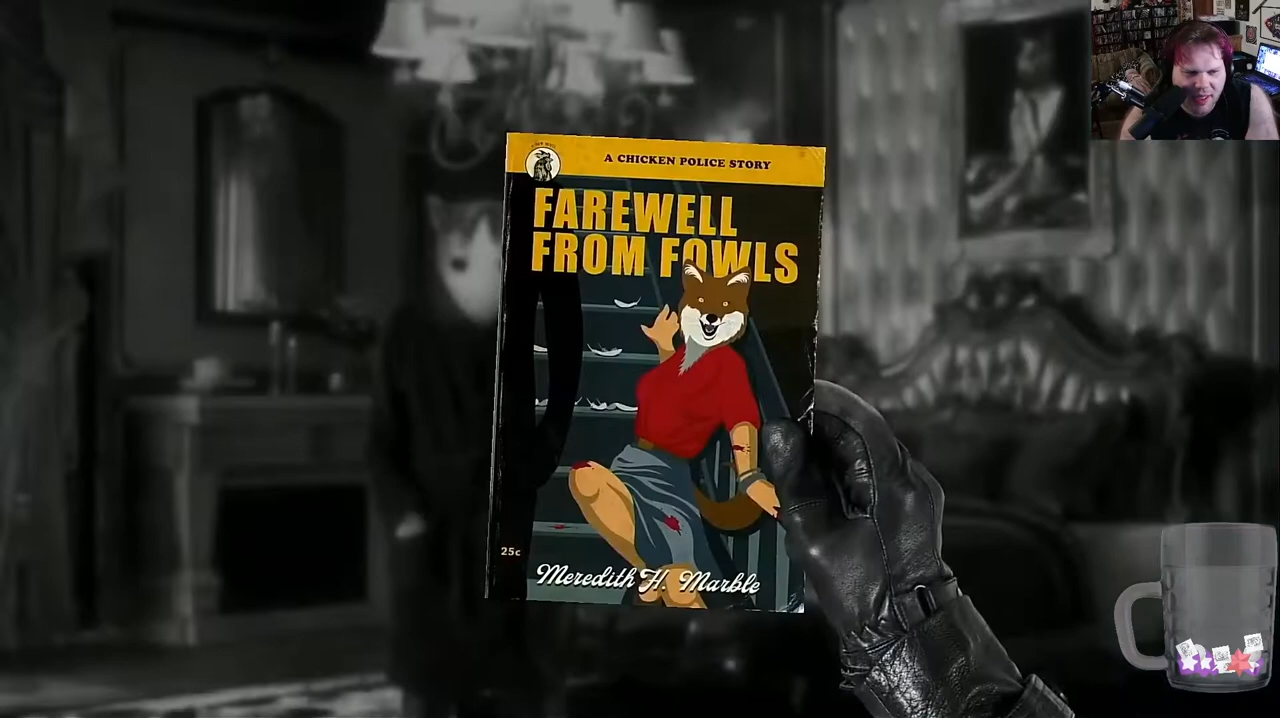 A CHICKEN POLICE STORY
FAREWELL
FROM FOWLS
25c
Meredith H. Marble